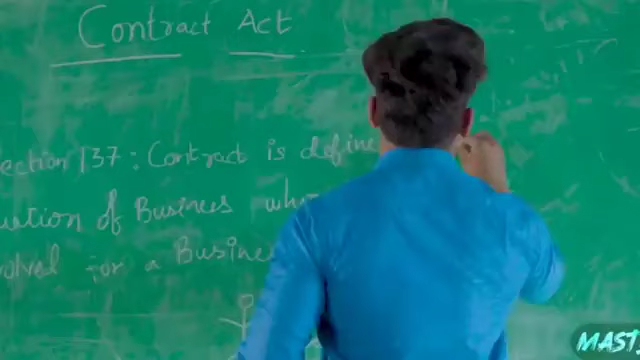 Contract Act
ection 137: Contract is define
uation of Business wh
olved for a Busine
MAST